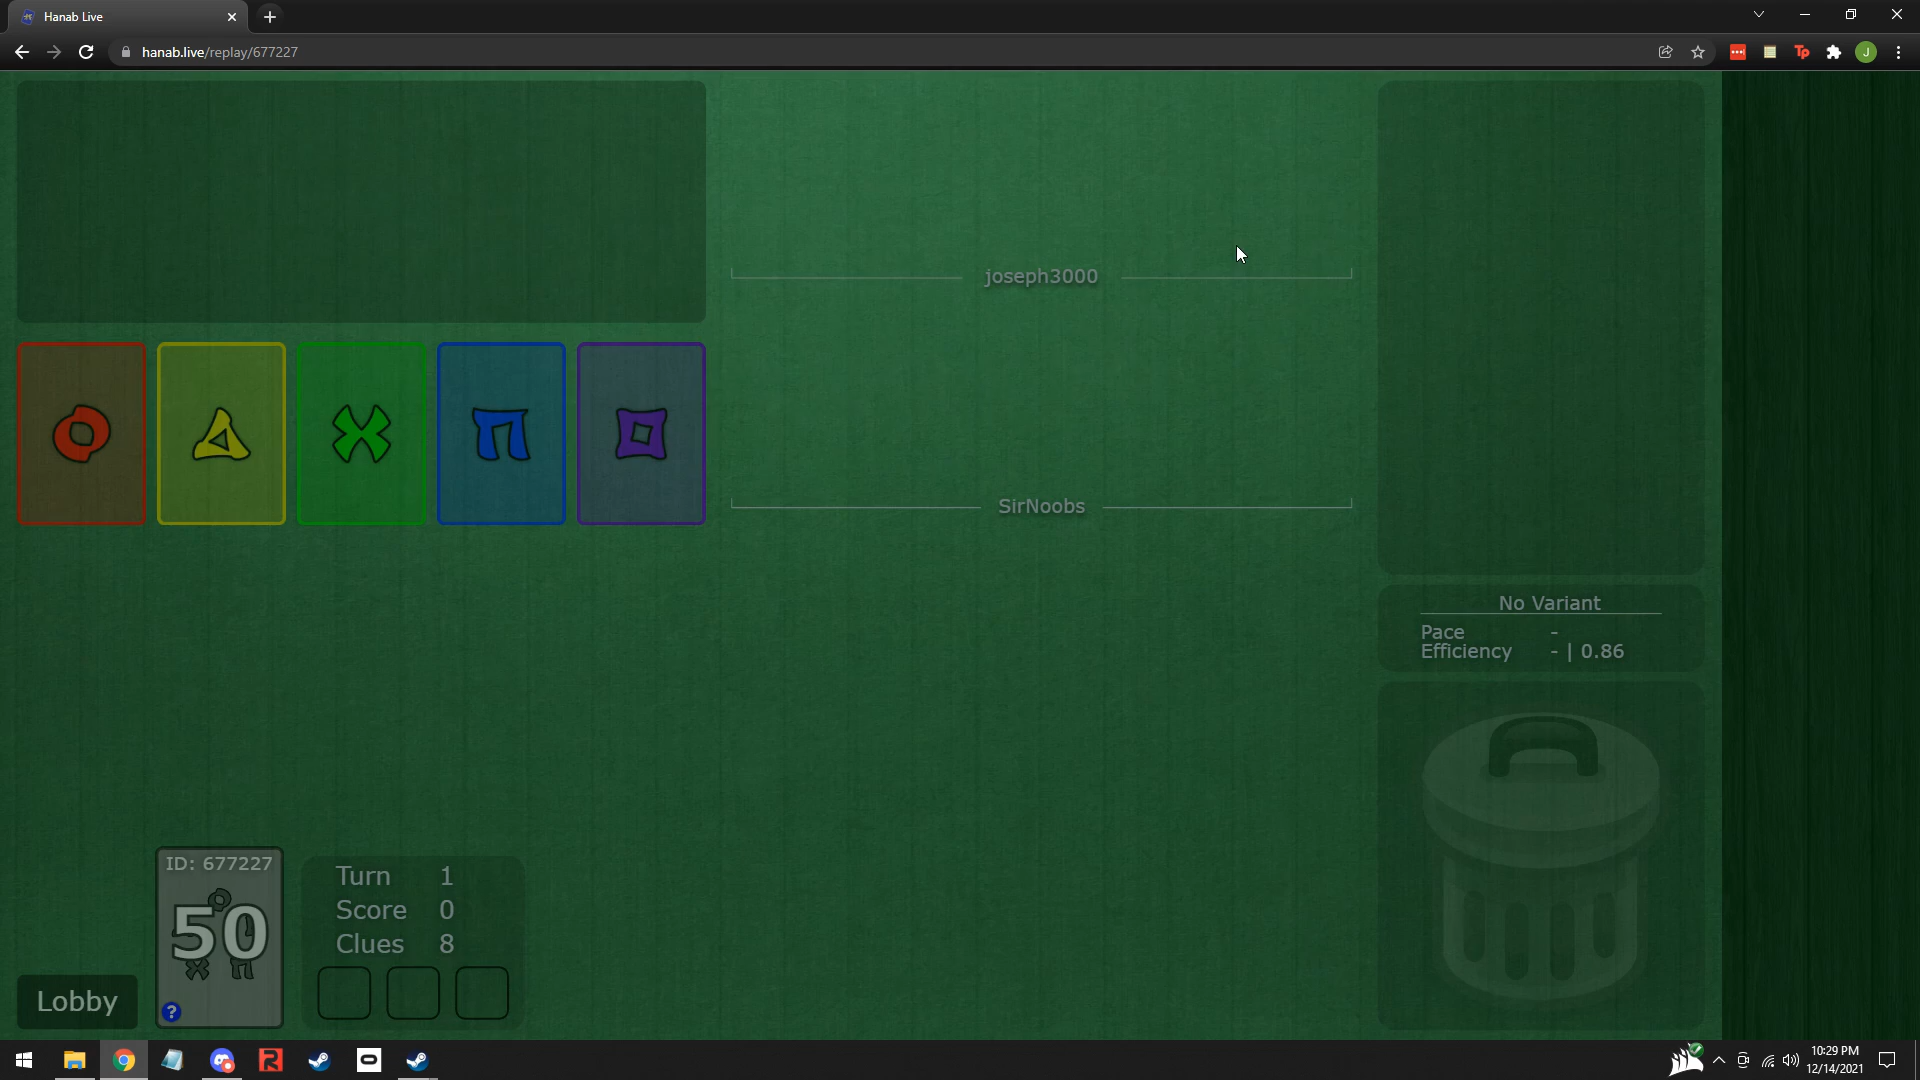 Hanab Live
hanab.live/replay/677227
J
joseph3000
SirNoobs
No Variant
Pace -
Efficiency - | 0.86
ID: 677227
50
?
Turn 1
Score 0
Clues 8
Lobby
10:29 PM
12/14/2021